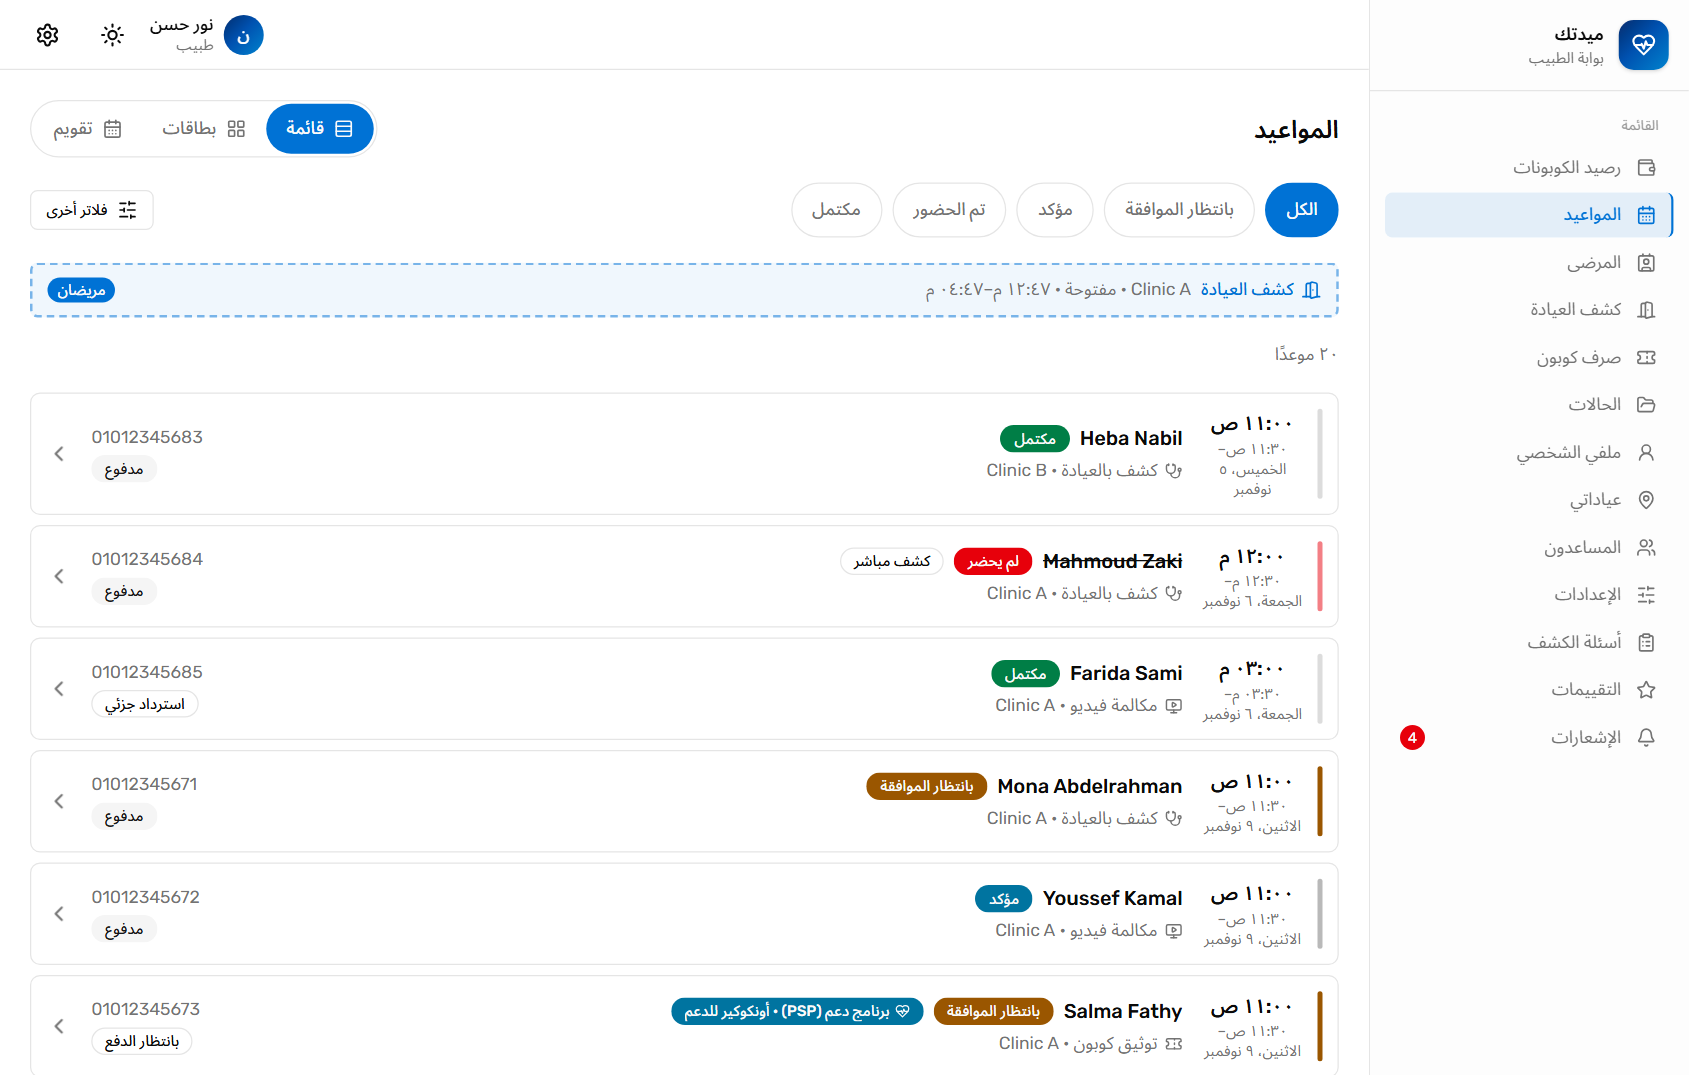 ميدتك
بوابة الطبيب
القائمة
رصيد الكوبونات
المواعيد
المرضى
كشف العيادة
صرف كوبون
الحالات
ملفي الشخصي
عياداتي
المساعدون
الإعدادات
أسئلة الكشف
التقييمات
الإشعارات
4
ن
نور حسن
طبيب
المواعيد
قائمة
بطاقات
تقويم
الكل
بانتظار الموافقة
مؤكد
تم الحضور
مكتمل
فلاتر أخرى
كشف العيادة Clinic A • مفتوحة • ١٢:٤٧ م–٠٤:٤٧ م
مريضان
٢٠ موعدًا
١١:٠٠ ص
١١:٣٠ ص–
الخميس، ٥
نوفمبر
Heba Nabil مكتمل
كشف بالعيادة • Clinic B
01012345683
مدفوع
١٢:٠٠ م
١٢:٣٠ م–
الجمعة، ٦ نوفمبر
Mahmoud Zaki لم يحضر كشف مباشر
كشف بالعيادة • Clinic A
01012345684
مدفوع
٠٣:٠٠ م
٠٣:٣٠ م–
الجمعة، ٦ نوفمبر
Farida Sami مكتمل
مكالمة فيديو • Clinic A
01012345685
استرداد جزئي
١١:٠٠ ص
١١:٣٠ ص–
الاثنين، ٩ نوفمبر
Mona Abdelrahman بانتظار الموافقة
كشف بالعيادة • Clinic A
01012345671
مدفوع
١١:٠٠ ص
١١:٣٠ ص–
الاثنين، ٩ نوفمبر
Youssef Kamal مؤكد
مكالمة فيديو • Clinic A
01012345672
مدفوع
١١:٠٠ ص
١١:٣٠ ص–
الاثنين، ٩ نوفمبر
Salma Fathy بانتظار الموافقة برنامج دعم (PSP) • أونكوكير للدعم
توثيق كوبون • Clinic A
01012345673
بانتظار الدفع